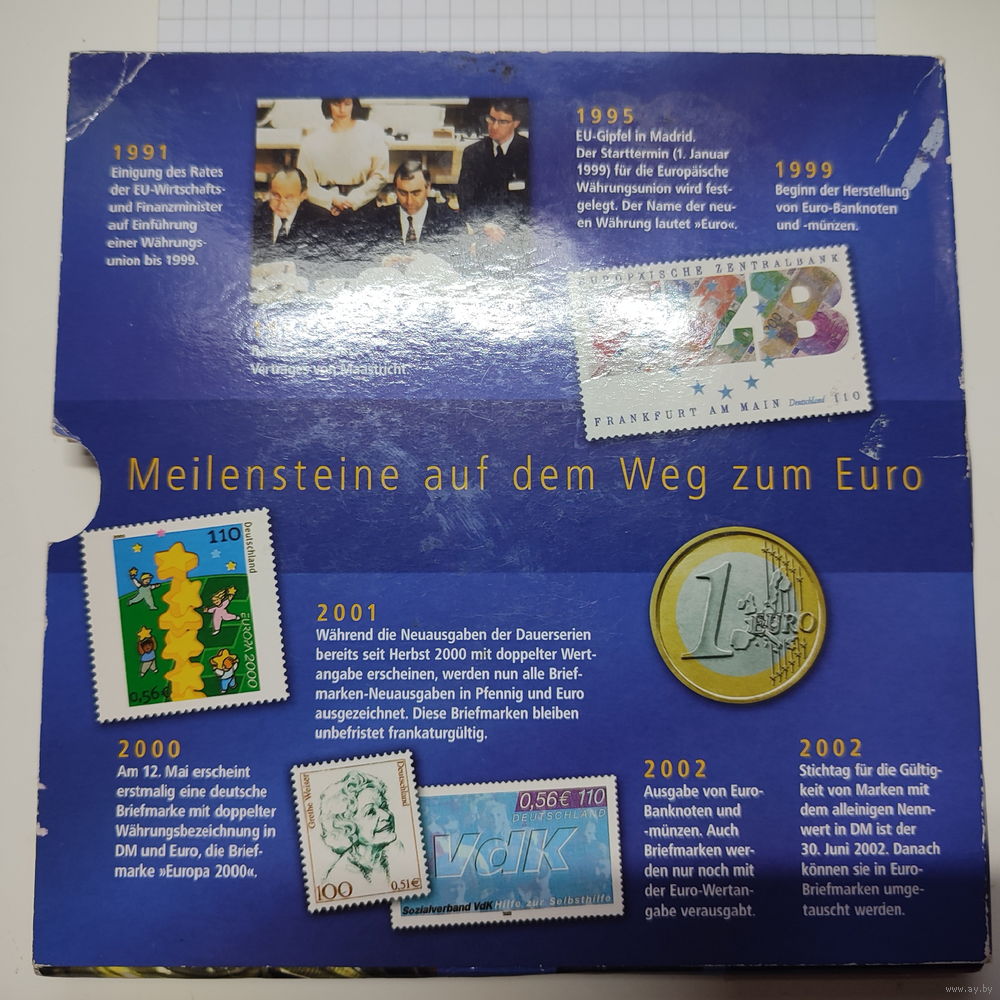 1991
Einigung des Rates
der EU-Wirtschafts-
und Finanzminister
auf Einführung
einer Währungs-
union bis 1999.
Vertrages von Maastricht
1995
EU-Gipfel in Madrid.
Der Starttermin (1. Januar
1999) für die Europäische
Währungsunion wird fest-
gelegt. Der Name der neu-
en Währung lautet »Euro«.
1999
Beginn der Herstellung
von Euro-Banknoten
und -münzen.
EUROPÄISCHE ZENTRALBANK
EZB
FRANKFURT AM MAIN Deutschland 110
Meilensteine auf dem Weg zum Euro
110
Deutschland
EUROPA 2000
0,56€
2000
Am 12. Mai erscheint
erstmalig eine deutsche
Briefmarke mit doppelter
Währungsbezeichnung in
DM und Euro, die Brief-
marke »Europa 2000«.
2001
Während die Neuausgaben der Dauerserien
bereits seit Herbst 2000 mit doppelter Wert-
angabe erscheinen, werden nun alle Brief-
marken-Neuausgaben in Pfennig und Euro
ausgezeichnet. Diese Briefmarken bleiben
unbefristet frankaturgültig.
1 EURO
Grethe Weiser
Deutschland
100
0,51€
0,56€ 110
DEUTSCHLAND
VdK
Sozialverband VdK Hilfe zur Selbsthilfe
2002
Ausgabe von Euro-
Banknoten und
-münzen. Auch
Briefmarken wer-
den nur noch mit
der Euro-Wertan-
gabe verausgabt.
2002
Stichtag für die Gültig-
keit von Marken mit
dem alleinigen Nenn-
wert in DM ist der
30. Juni 2002. Danach
können sie in Euro-
Briefmarken umge-
tauscht werden.
www.ay.by